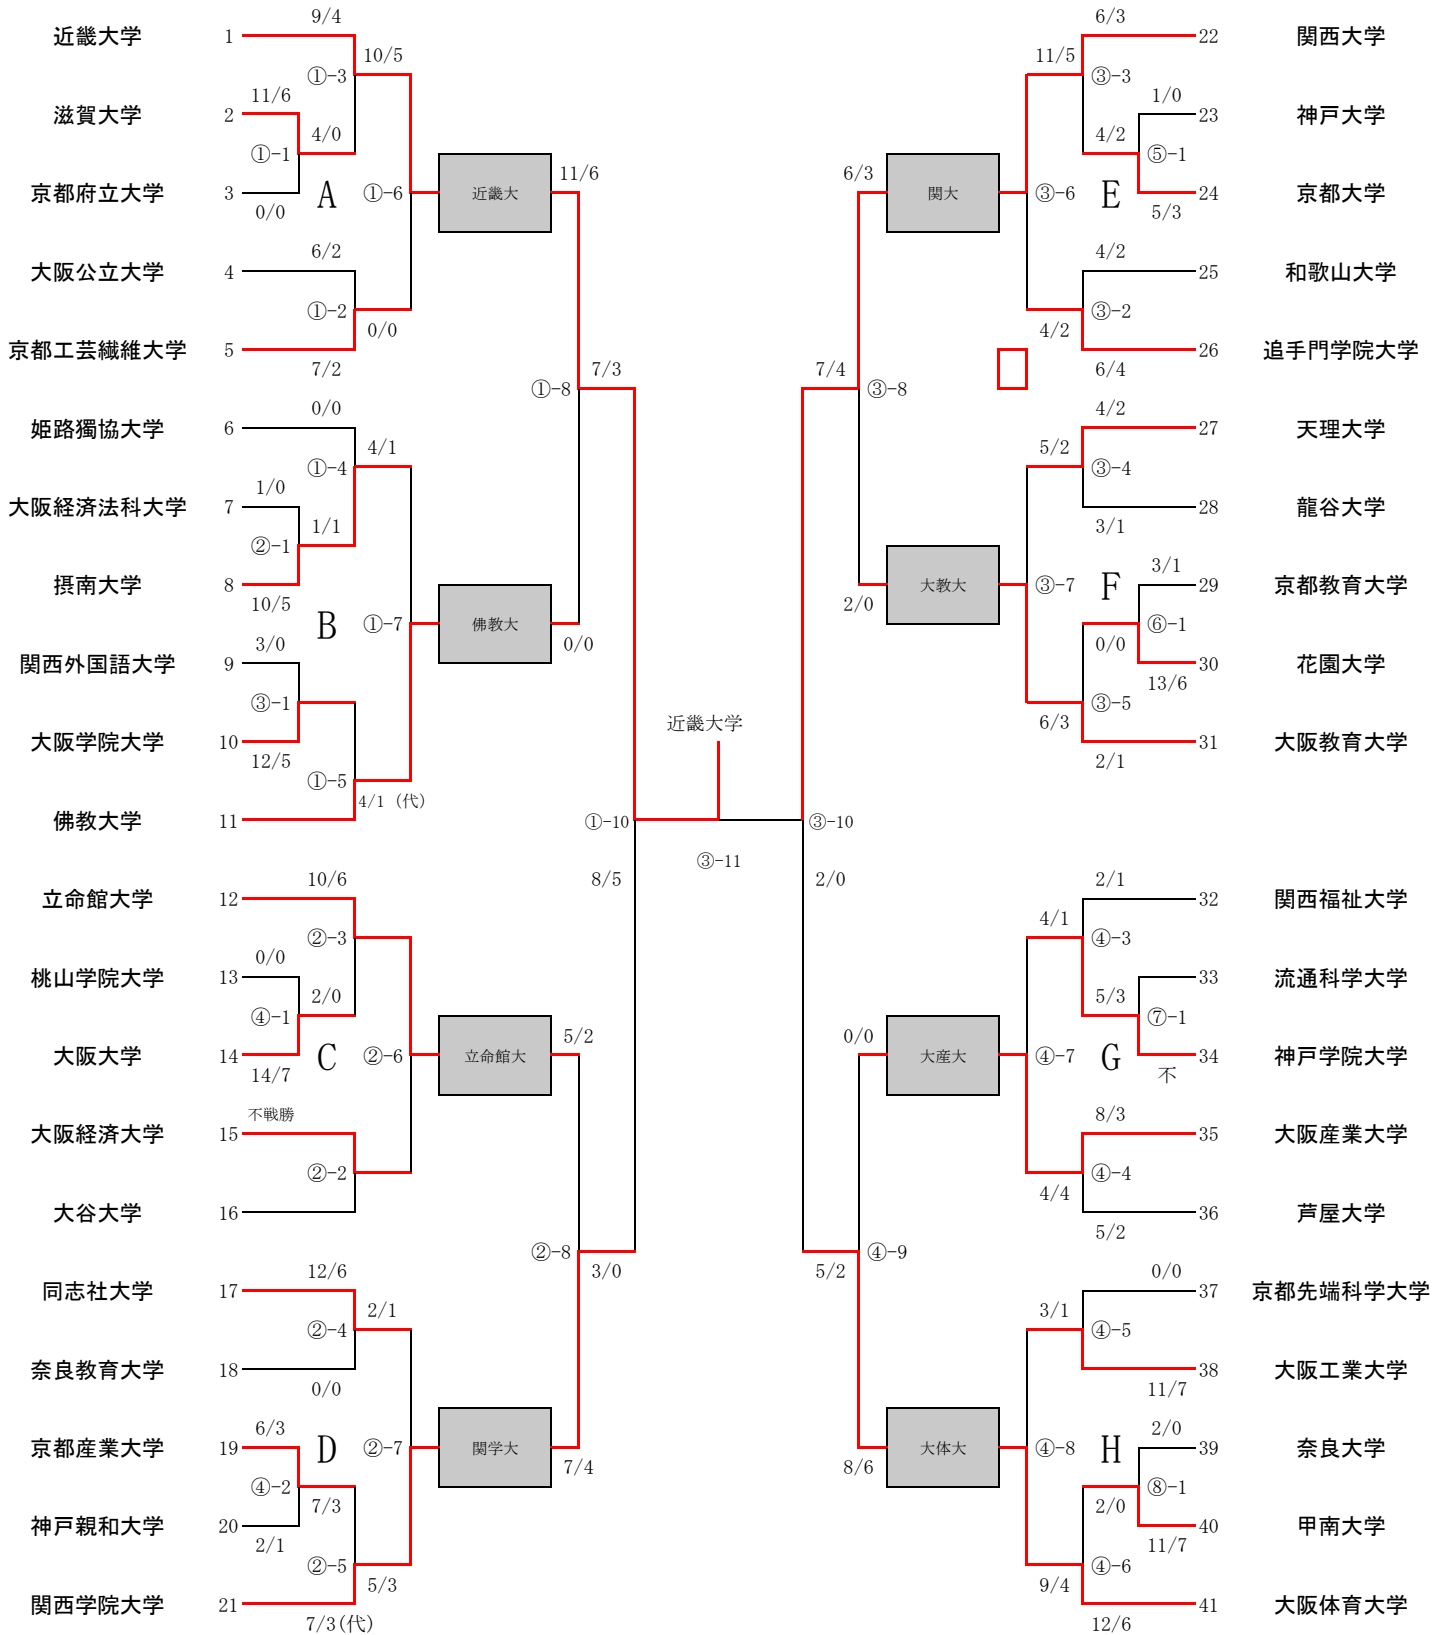 9/4
近畿大学 1
10/5
①-3
11/6
滋賀大学 2
4/0
①-1
京都府立大学 3
0/0
A
①-6
近畿大
11/6
6/2
大阪公立大学 4
①-2
0/0
京都工芸繊維大学 5
7/2
7/3
①-8
0/0
姫路獨協大学 6
4/1
①-4
1/0
大阪経済法科大学 7
1/1
②-1
摂南大学 8
10/5
B
①-7
佛教大
0/0
3/0
関西外国語大学 9
③-1
大阪学院大学 10
12/5
①-5
4/1（代）
佛教大学 11
近畿大学
①-10
③-10
③-11
8/5
2/0
10/6
立命館大学 12
②-3
0/0
桃山学院大学 13
2/0
④-1
大阪大学 14
14/7
C
②-6
立命館大
5/2
不戦勝
大阪経済大学 15
②-2
大谷大学 16
②-8
3/0
12/6
同志社大学 17
2/1
②-4
奈良教育大学 18
0/0
6/3
京都産業大学 19
D
②-7
関学大
7/4
④-2
7/3
神戸親和大学 20
2/1
②-5
5/3
関西学院大学 21
7/3(代)
6/3
22 関西大学
11/5
③-3
1/0
23 神戸大学
4/2
⑤-1
24 京都大学
5/3
E
③-6
関大
6/3
4/2
25 和歌山大学
③-2
4/2
26 追手門学院大学
6/4
7/4
③-8
4/2
27 天理大学
5/2
③-4
28 龍谷大学
3/1
3/1
29 京都教育大学
F
③-7
大教大
2/0
⑥-1
0/0
30 花園大学
13/6
③-5
6/3
31 大阪教育大学
2/1
2/1
32 関西福祉大学
4/1
④-3
33 流通科学大学
5/3
⑦-1
34 神戸学院大学
不
G
④-7
大産大
0/0
8/3
35 大阪産業大学
④-4
4/4
36 芦屋大学
5/2
④-9
5/2
0/0
37 京都先端科学大学
3/1
④-5
38 大阪工業大学
11/7
2/0
39 奈良大学
H
④-8
大体大
8/6
⑧-1
2/0
40 甲南大学
11/7
④-6
9/4
41 大阪体育大学
12/6